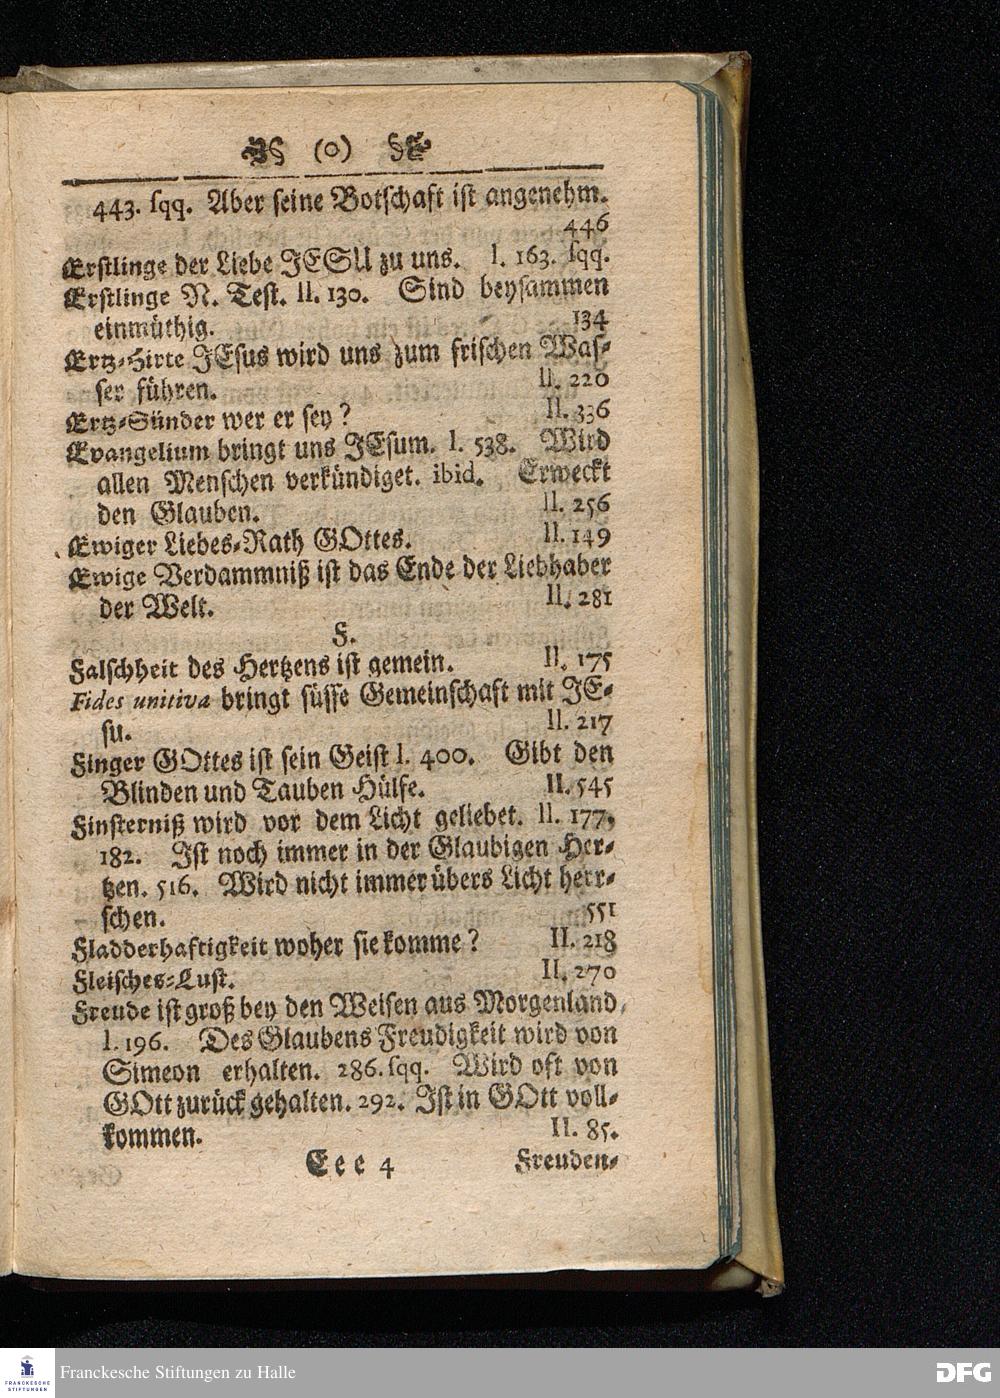 (o)
443. sqq. Aber seine Botschaft ist angenehm.
446
Erstlinge der Liebe JESU zu uns. I. 163. sqq.
Erstlinge N. Test. II. 130. Sind beysammen
einmüthig. 134
Ertz-Hirte JEsus wird uns zum frischen Was-
ser führen. II. 220
Ertz-Sünder wer er sey? II. 336
Evangelium bringt uns JEsum. I. 538. Wird
allen Menschen verkündiget. ibid. Erweckt
den Glauben. II. 256
Ewiger Liebes-Rath GOttes. II. 149
Ewige Verdammniß ist das Ende der Liebhaber
der Welt. II. 281
F.
Falschheit des Hertzens ist gemein. II. 175
Fides unitiva bringt süsse Gemeinschaft mit JE-
su. II. 217
Finger GOttes ist sein Geist I. 400. Gibt den
Blinden und Tauben Hülfe. II. 545
Finsterniß wird vor dem Licht geliebet. II. 177.
182. Ist noch immer in der Glaubigen Her-
tzen. 516. Wird nicht immer übers Licht herr-
schen. 551
Fladderhaftigkeit woher sie komme? II. 218
Fleisches-Lust. II. 270
Freude ist groß bey den Weisen aus Morgenland,
I. 196. Des Glaubens Freudigkeit wird von
Simeon erhalten. 286. sqq. Wird oft von
GOtt zurück gehalten. 292. Ist in GOtt voll-
kommen. II. 85.
Eee 4 Freuden-
FRANCKESCHE STIFTUNGEN
Franckesche Stiftungen zu Halle
DFG